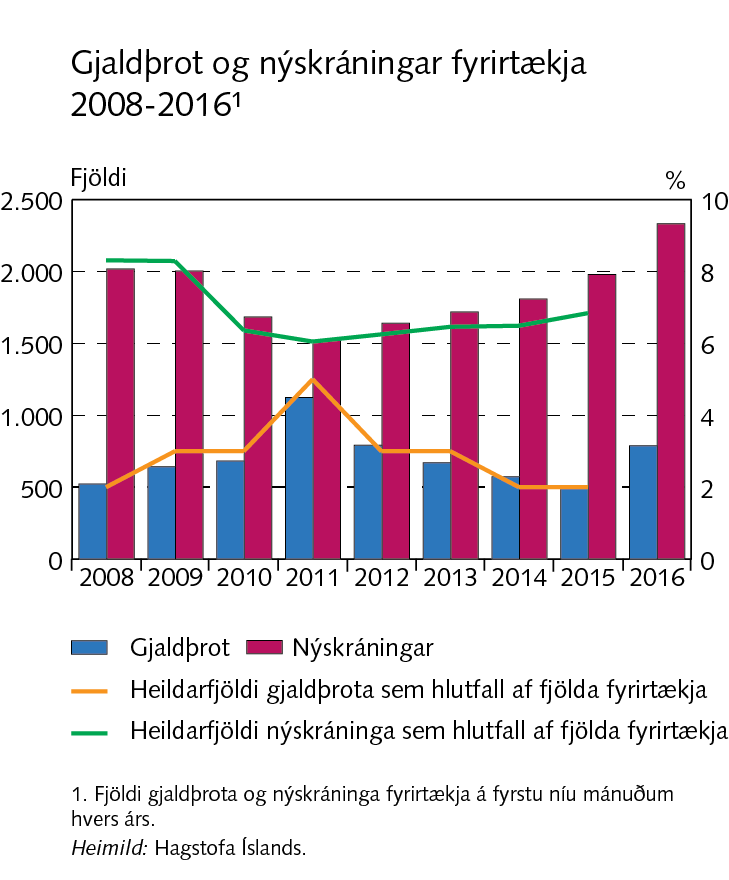 Gjaldþrot og nýskráningar fyrirtækja
2008-2016¹
Fjöldi
%
2.500
10
2.000
8
1.500
6
1.000
4
500
2
0
0
2008 2009 2010 2011 2012 2013 2014 2015 2016
Gjaldþrot Nýskráningar
Heildarfjöldi gjaldþrota sem hlutfall af fjölda fyrirtækja
Heildarfjöldi nýskráninga sem hlutfall af fjölda fyrirtækja
1. Fjöldi gjaldþrota og nýskráninga fyrirtækja á fyrstu níu mánuðum
hvers árs.
Heimild: Hagstofa Íslands.